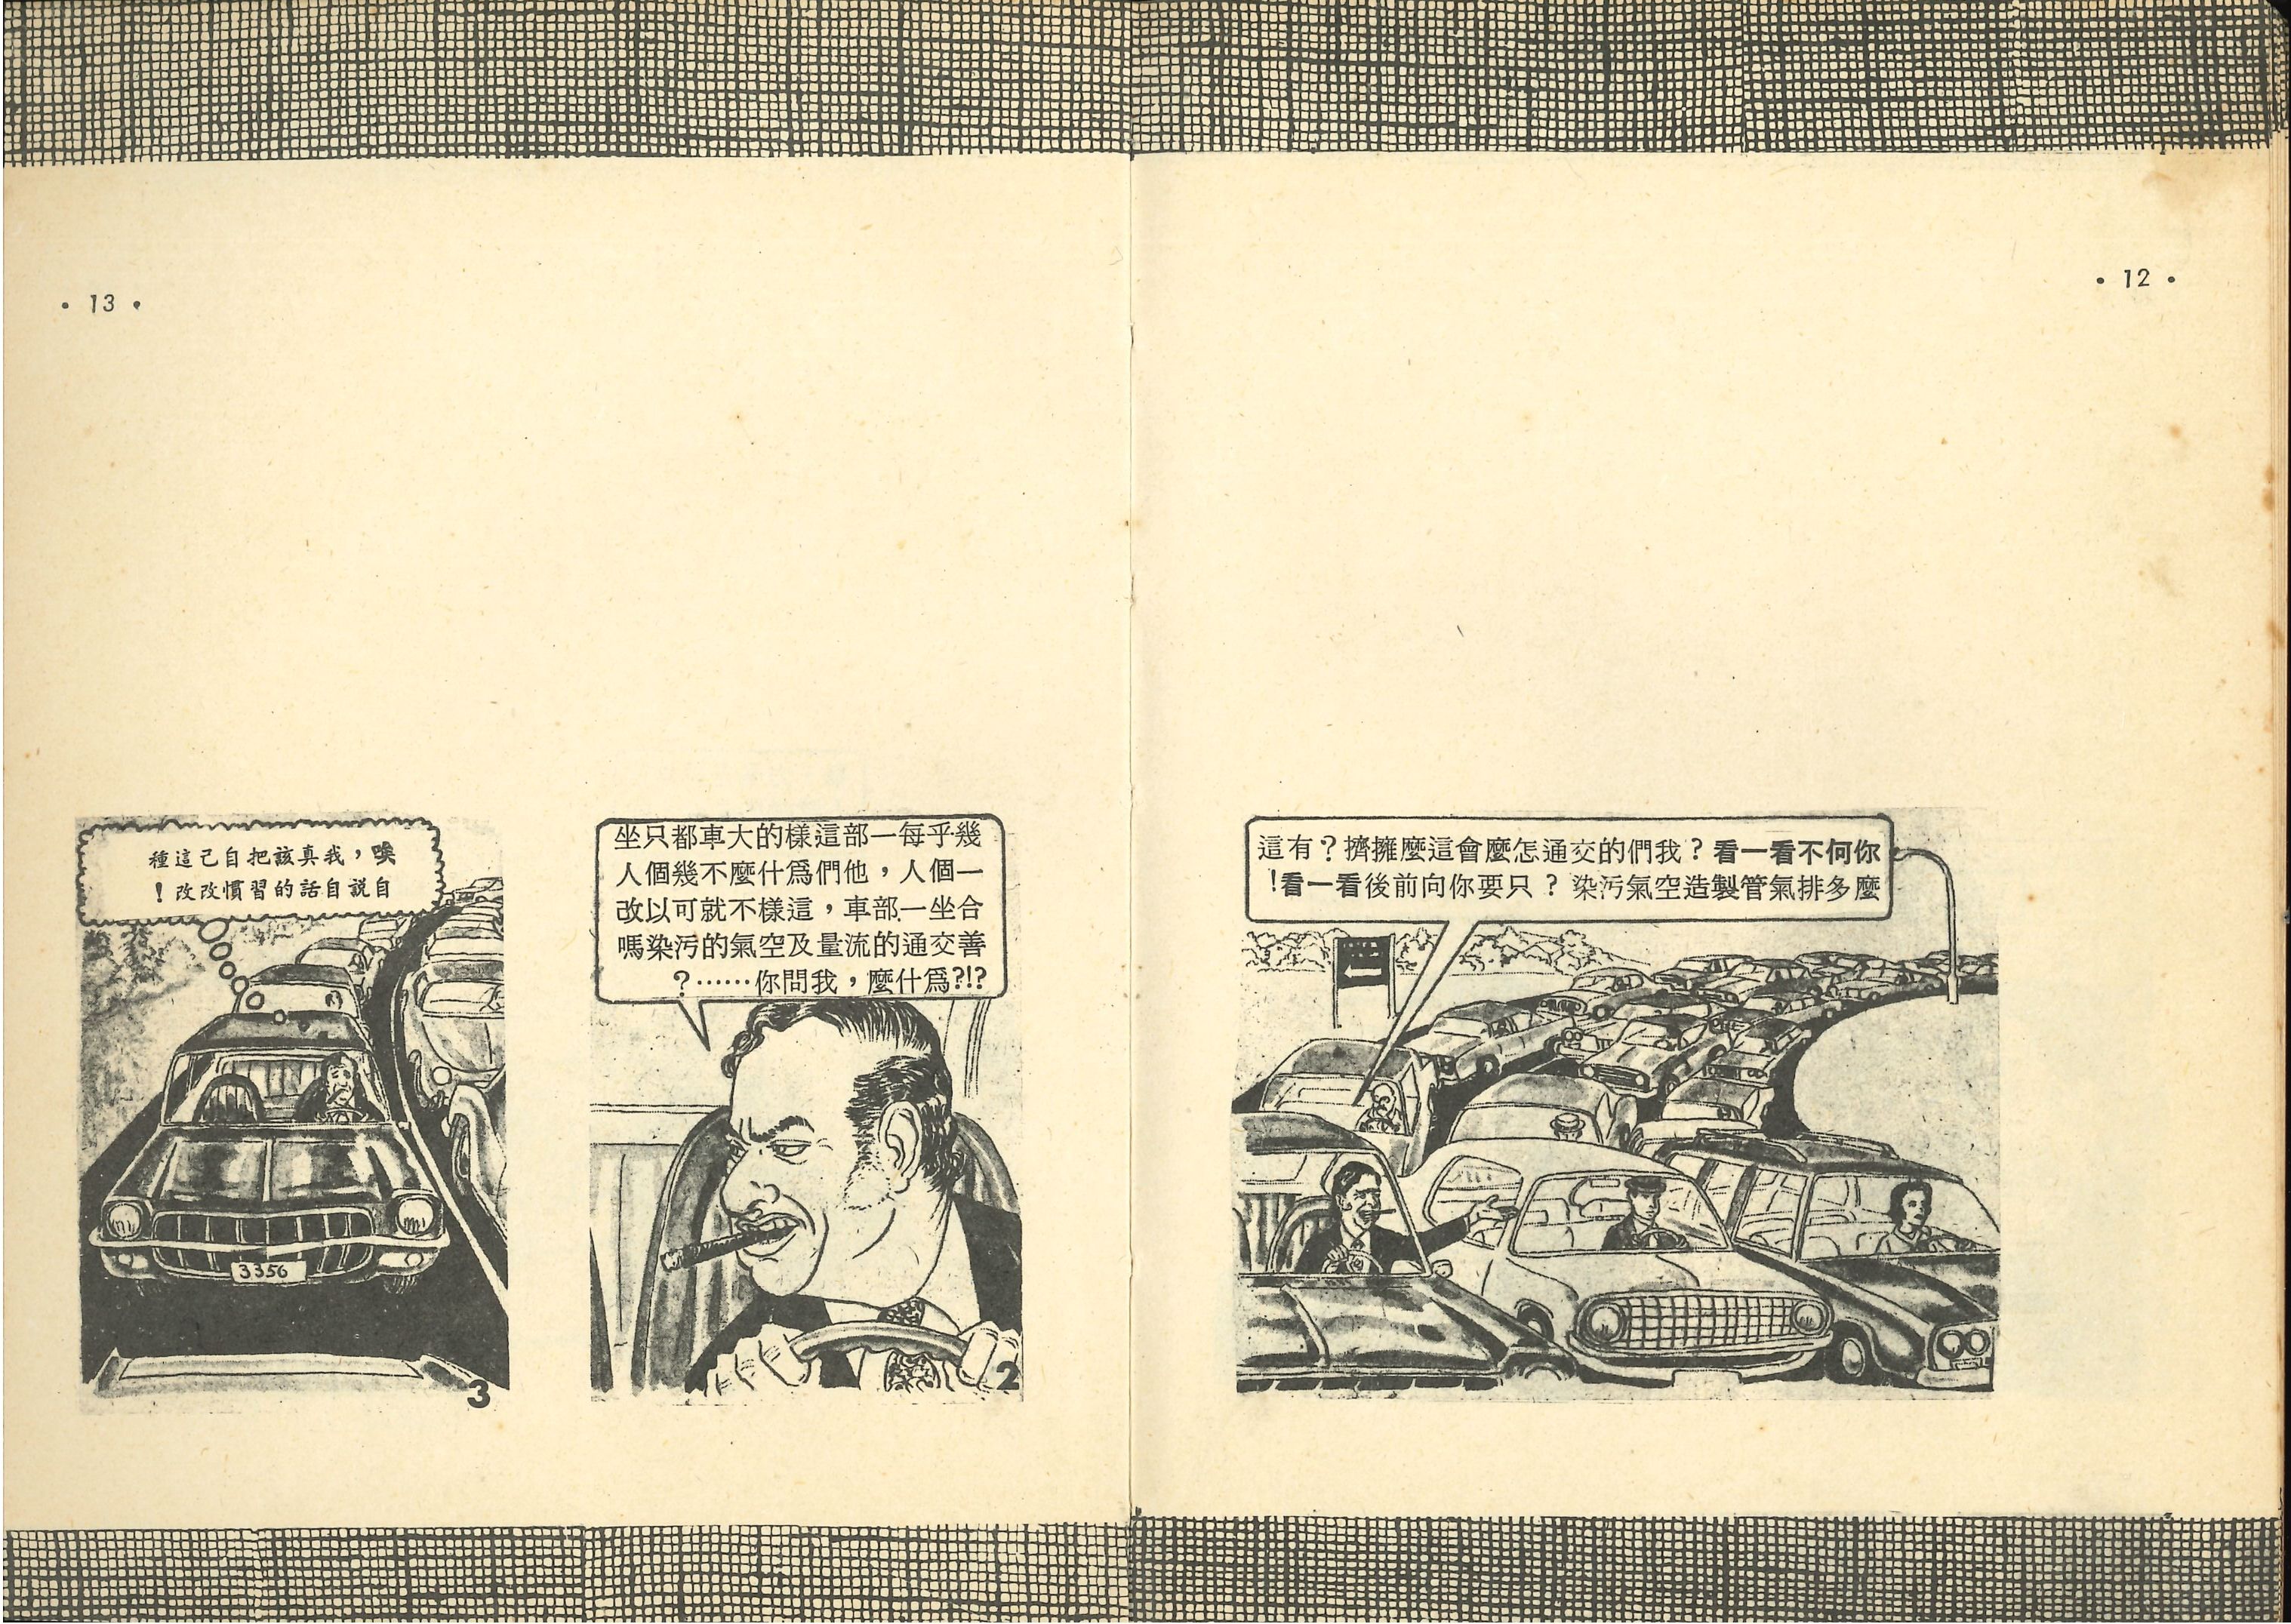 • 12 •
你何不看一看？我們的交通怎麼會這麼擁擠？有這
麼多排氣管製造空氣污染？只要你向前後看一看！
• 13 •
幾乎每一部這樣的大車都只坐
一個人，他們爲什麼不幾個人
合坐一部車，這樣不就可以改
善交通的流量及空氣的污染嗎
?!?爲什麼，我問你……？
2
唉，我真該把自己這種
自說自話的習慣改改！
3356
3